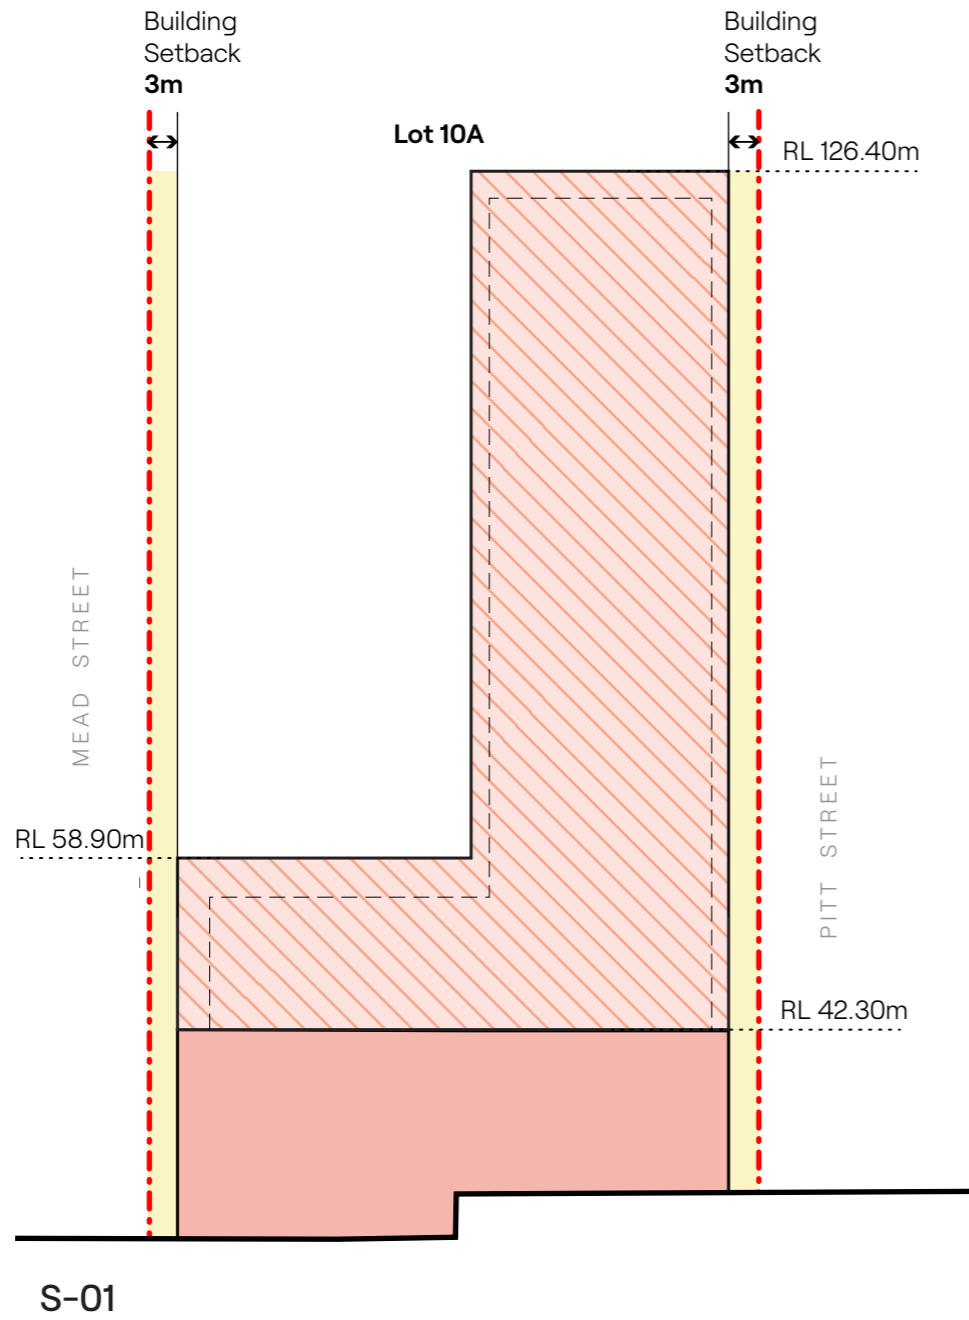 Building
Setback
3m
Building
Setback
3m
Lot 10A
RL 126.40m
MEAD STREET
PITT STREET
RL 58.90m
RL 42.30m
S-01